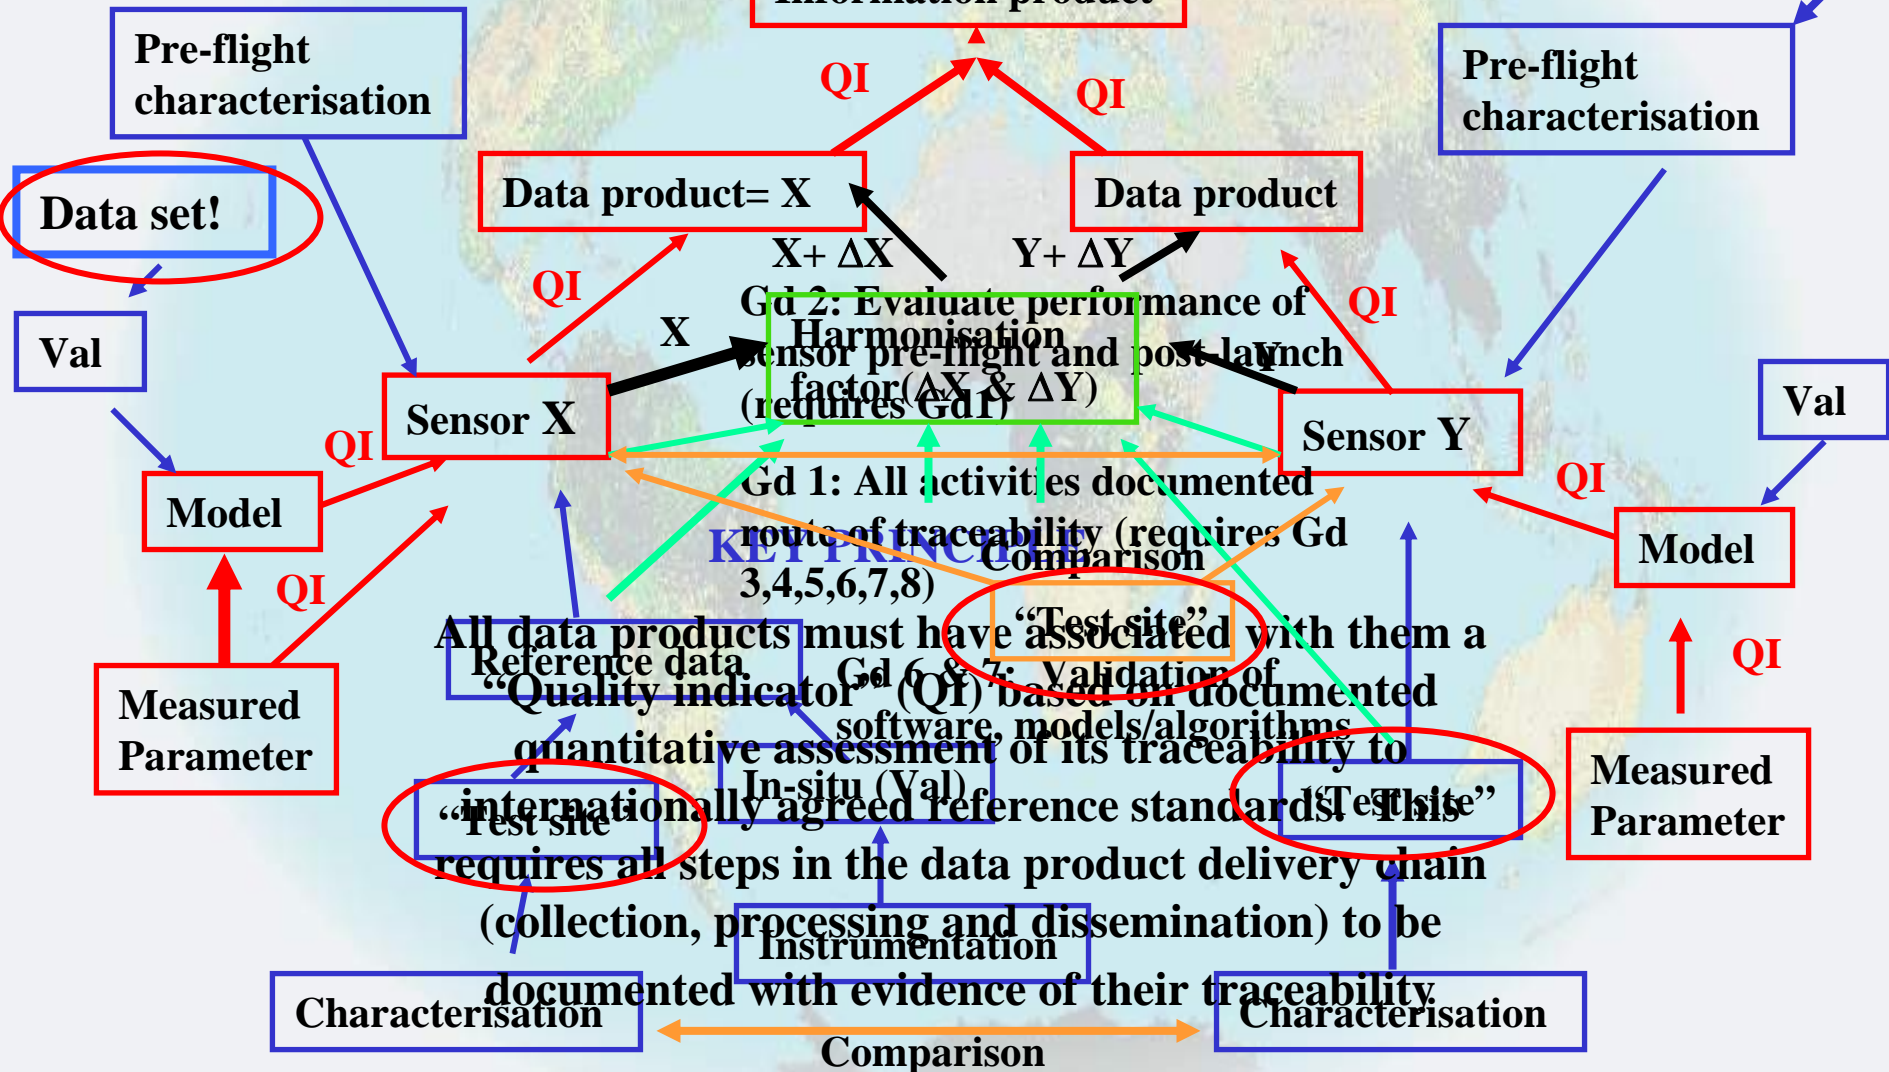 Information product
Pre-flight
characterisation
QI
QI
Pre-flight
characterisation
Data set!
Data product= X
Data product
X+ ΔX
Y+ ΔY
QI
QI
Val
X
Y
Harmonisation
factor(ΔX & ΔY)
Gd 2: Evaluate performance of
sensor pre-flight and post-launch
(requires Gd1)
Sensor X
Sensor Y
Val
QI
QI
Model
Model
Gd 1: All activities documented
route of traceability (requires Gd
3,4,5,6,7,8)
KEY PRINCIPLE
Comparison
QI
“Test site”
QI
Reference data
Gd 6 & 7: Validation of
software, models/algorithms
All data products must have associated with them a
“Quality indicator” (QI) based on documented
quantitative assessment of its traceability to
internationally agreed reference standards. This
requires all steps in the data product delivery chain
(collection, processing and dissemination) to be
documented with evidence of their traceability
Measured
Parameter
Measured
Parameter
In-situ (Val)
“Test site”
“Test site”
Instrumentation
Characterisation
Characterisation
Comparison